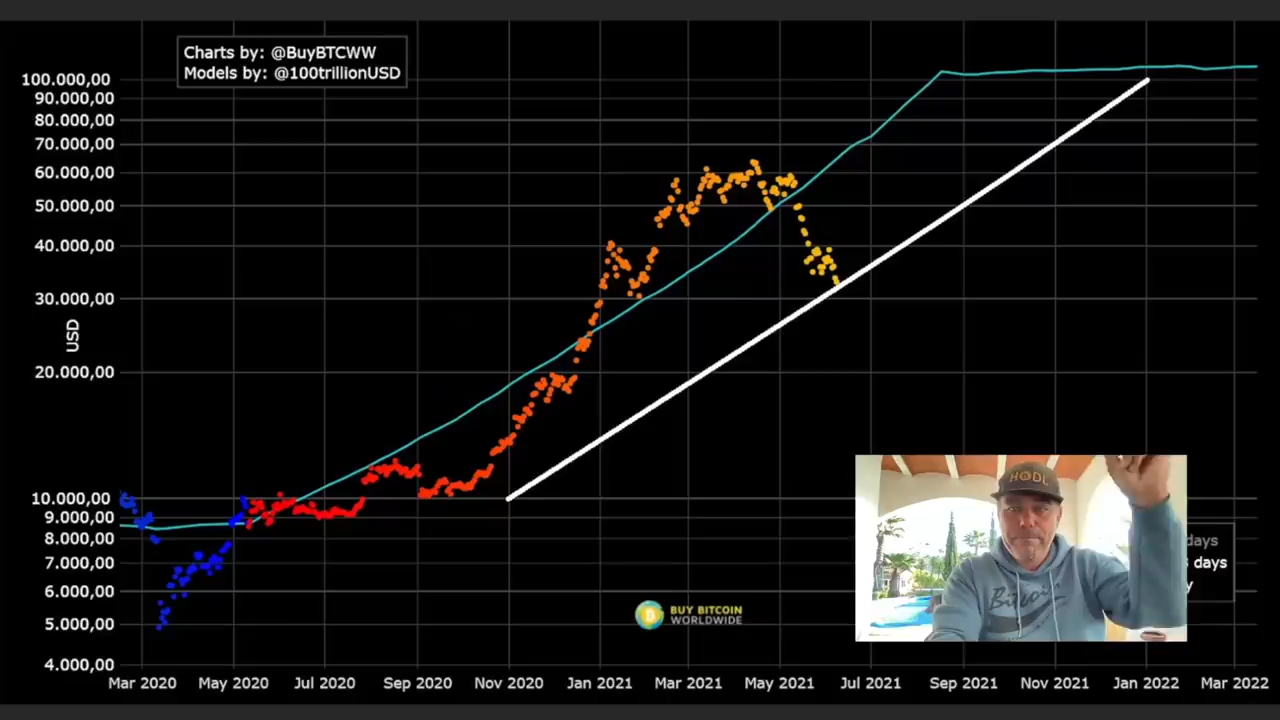 Charts by: @BuyBTCWW
Models by: @100trillionUSD
100.000,00
90.000,00
80.000,00
70.000,00
60.000,00
50.000,00
40.000,00
30.000,00
20.000,00
10.000,00
9.000,00
8.000,00
7.000,00
6.000,00
5.000,00
4.000,00
USD
Mar 2020 May 2020 Jul 2020 Sep 2020 Nov 2020 Jan 2021 Mar 2021 May 2021 Jul 2021 Sep 2021 Nov 2021 Jan 2022 Mar 2022
BUY BITCOIN
WORLDWIDE
HODL
Bitcoin
days
days